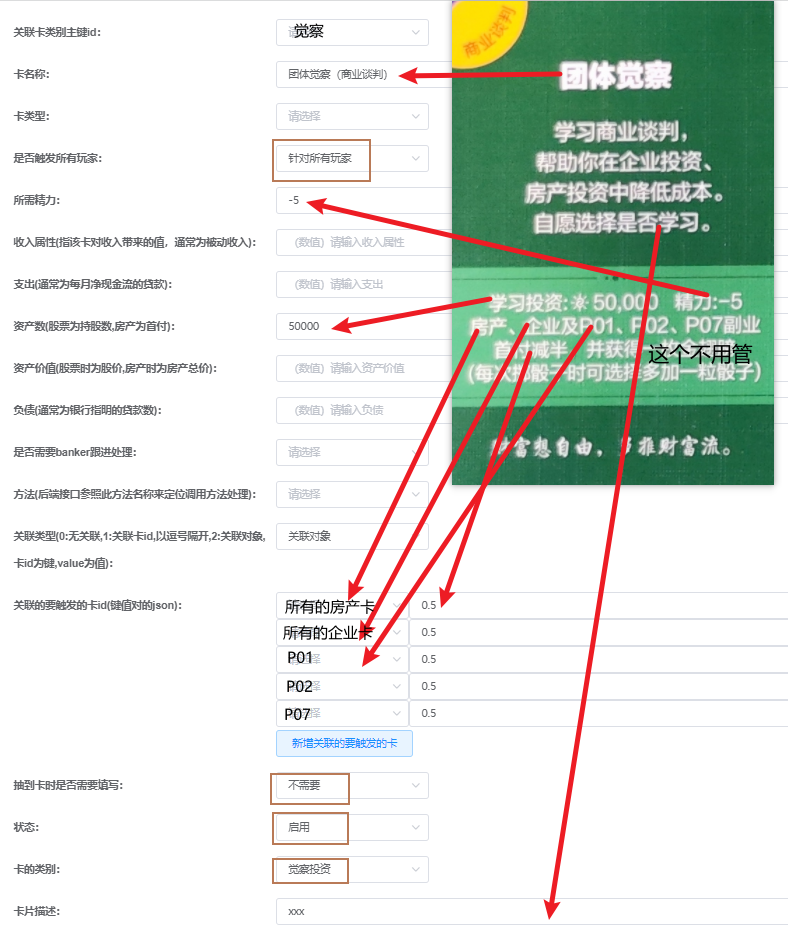 关联卡类别主键id:
觉察
卡名称:
团体觉察（商业谈判）
卡类型:
请选择
是否触发所有玩家:
针对所有玩家
所需精力:
-5
收入属性(指该卡对收入带来的值，通常为被动收入):
（数值）请输入收入属性
支出(通常为每月净现金流的贷款):
（数值）请输入支出
资产数(股票为持股数,房产为首付):
50000
资产价值(股票时为股价,房产时为房产总价):
（数值）请输入资产价值
负债(通常为银行指明的贷款数):
（数值）请输入负债
是否需要banker跟进处理:
请选择
方法(后端接口参照此方法名称来定位调用方法处理):
请选择
关联类型(0:无关联,1:关联卡id,以逗号隔开,2:关联对象,
卡id为键,value为值):
关联对象
关联的要触发的卡id(键值对的json):
所有的房产卡
0.5
所有的企业卡
0.5
P01
0.5
P02
0.5
P07
0.5
新增关联的要触发的卡
抽到卡时是否需要填写:
不需要
状态:
启用
卡的类别:
觉察投资
卡片描述:
xxx
商业谈判
团体觉察
学习商业谈判，
帮助你在企业投资、
房产投资中降低成本。
自愿选择是否学习。
学习投资:☀50,000 精力:-5
房产、企业及P01、P02、P07副业
首付减半，并获得
这个不用管
(每次掷骰子时可选择多加一粒骰子)
财富想自由，多推财富流。